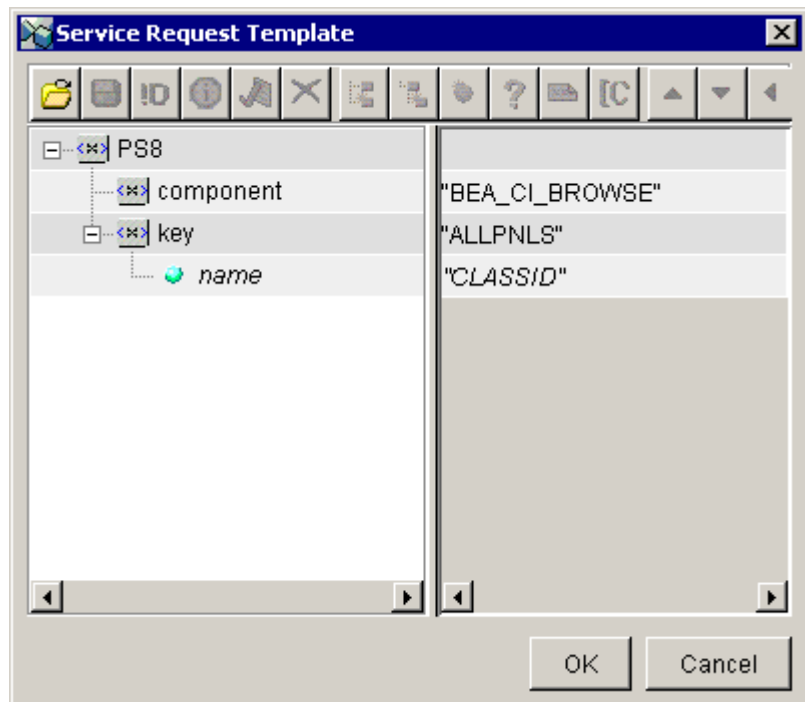 Service Request Template
!D ? [C
PS8
component "BEA_CI_BROWSE"
key "ALLPNLS"
name "CLASSID"
OK Cancel